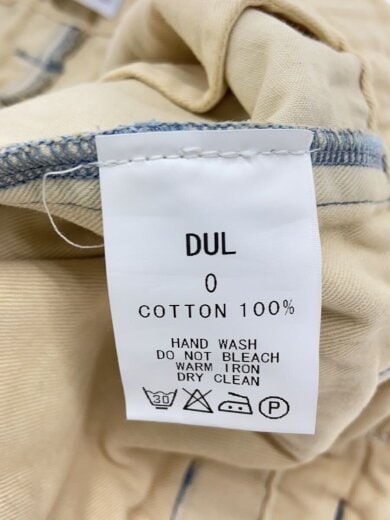 DUL
0
COTTON 100%
HAND WASH
DO NOT BLEACH
WARM IRON
DRY CLEAN
30 P